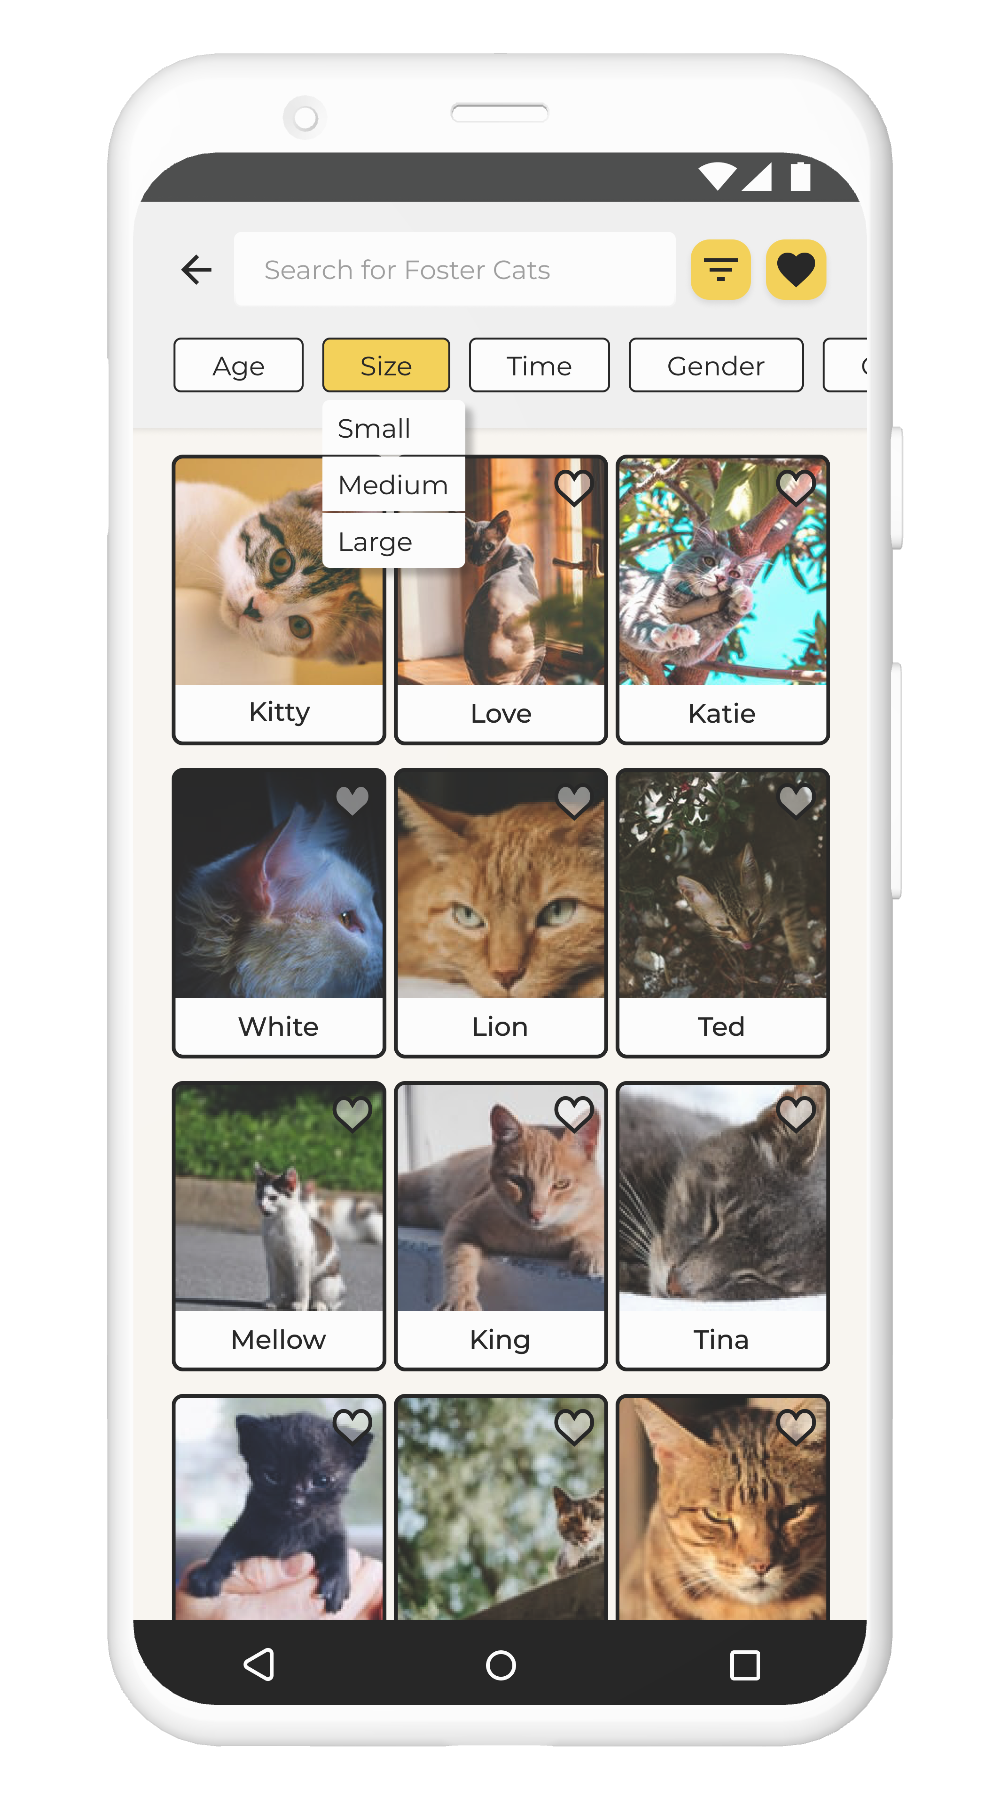 Search for Foster Cats
Age
Size
Time
Gender
Small
Medium
Large
Kitty
Love
Katie
White
Lion
Ted
Mellow
King
Tina